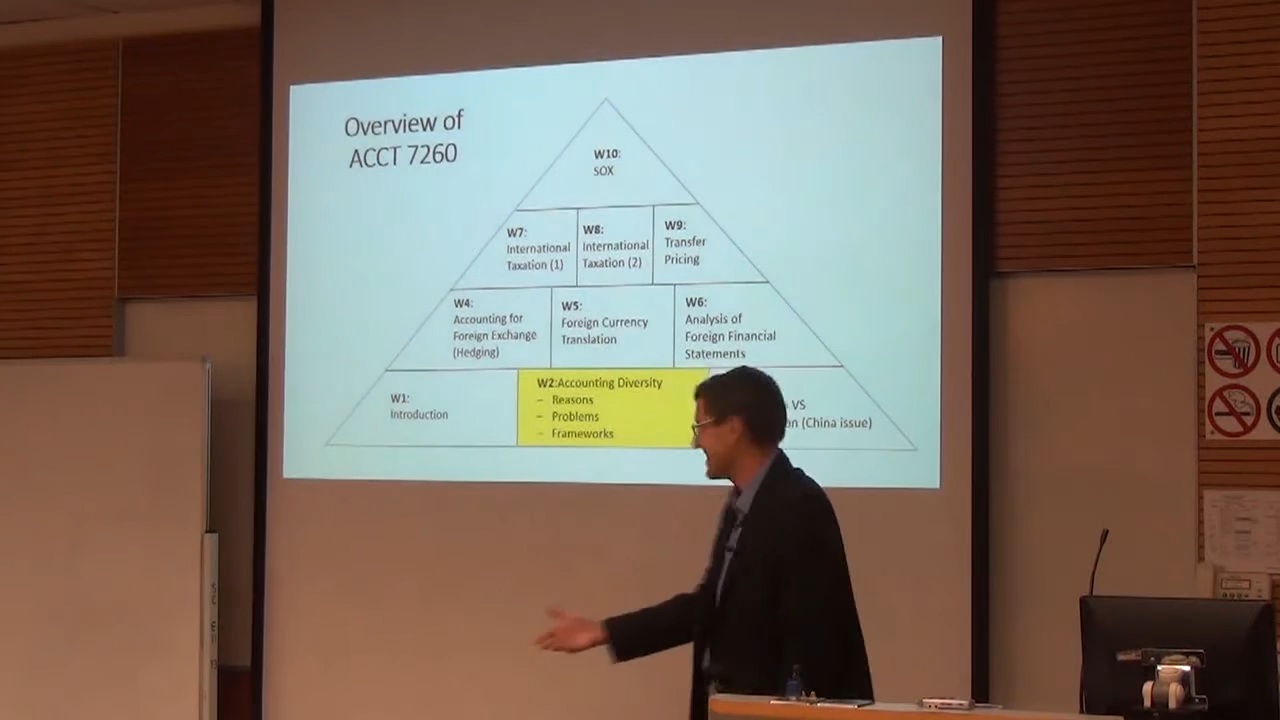 Overview of
ACCT 7260
W10:
SOX
W7:
International
Taxation (1)
W8:
International
Taxation (2)
W9:
Transfer
Pricing
W4:
Accounting for
Foreign Exchange
(Hedging)
W5:
Foreign Currency
Translation
W6:
Analysis of
Foreign Financial
Statements
W1:
Introduction
W2:Accounting Diversity
– Reasons
– Problems
– Frameworks
VS
(China issue)